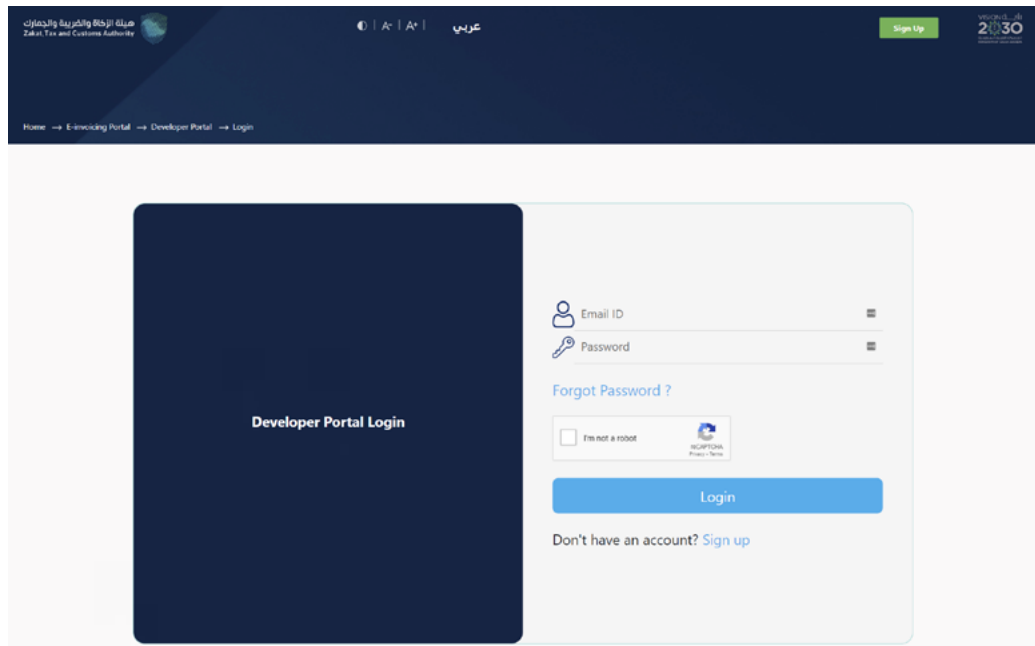 هيئة الزكاة والضريبة والجمارك
Zakat, Tax and Customs Authority
A- | A+ |
عربي
Sign Up
VISION رؤيــة
2030
Home → E-invoicing Portal → Developer Portal → Login
Developer Portal Login
Email ID
Password
Forgot Password ?
I'm not a robot
reCAPTCHA
Privacy - Terms
Login
Don't have an account? Sign up